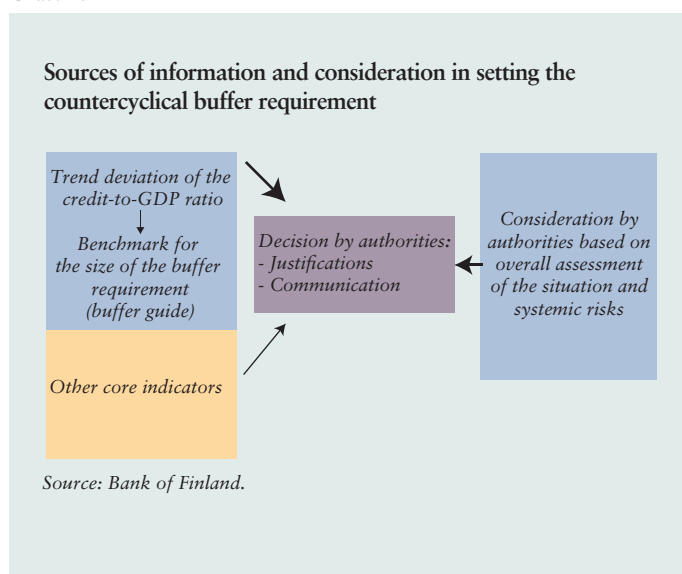 Sources of information and consideration in setting the
countercyclical buffer requirement
Trend deviation of the
credit-to-GDP ratio
Benchmark for
the size of the buffer
requirement
(buffer guide)
Other core indicators
Decision by authorities:
- Justifications
- Communication
Consideration by
authorities based on
overall assessment
of the situation and
systemic risks
Source: Bank of Finland.